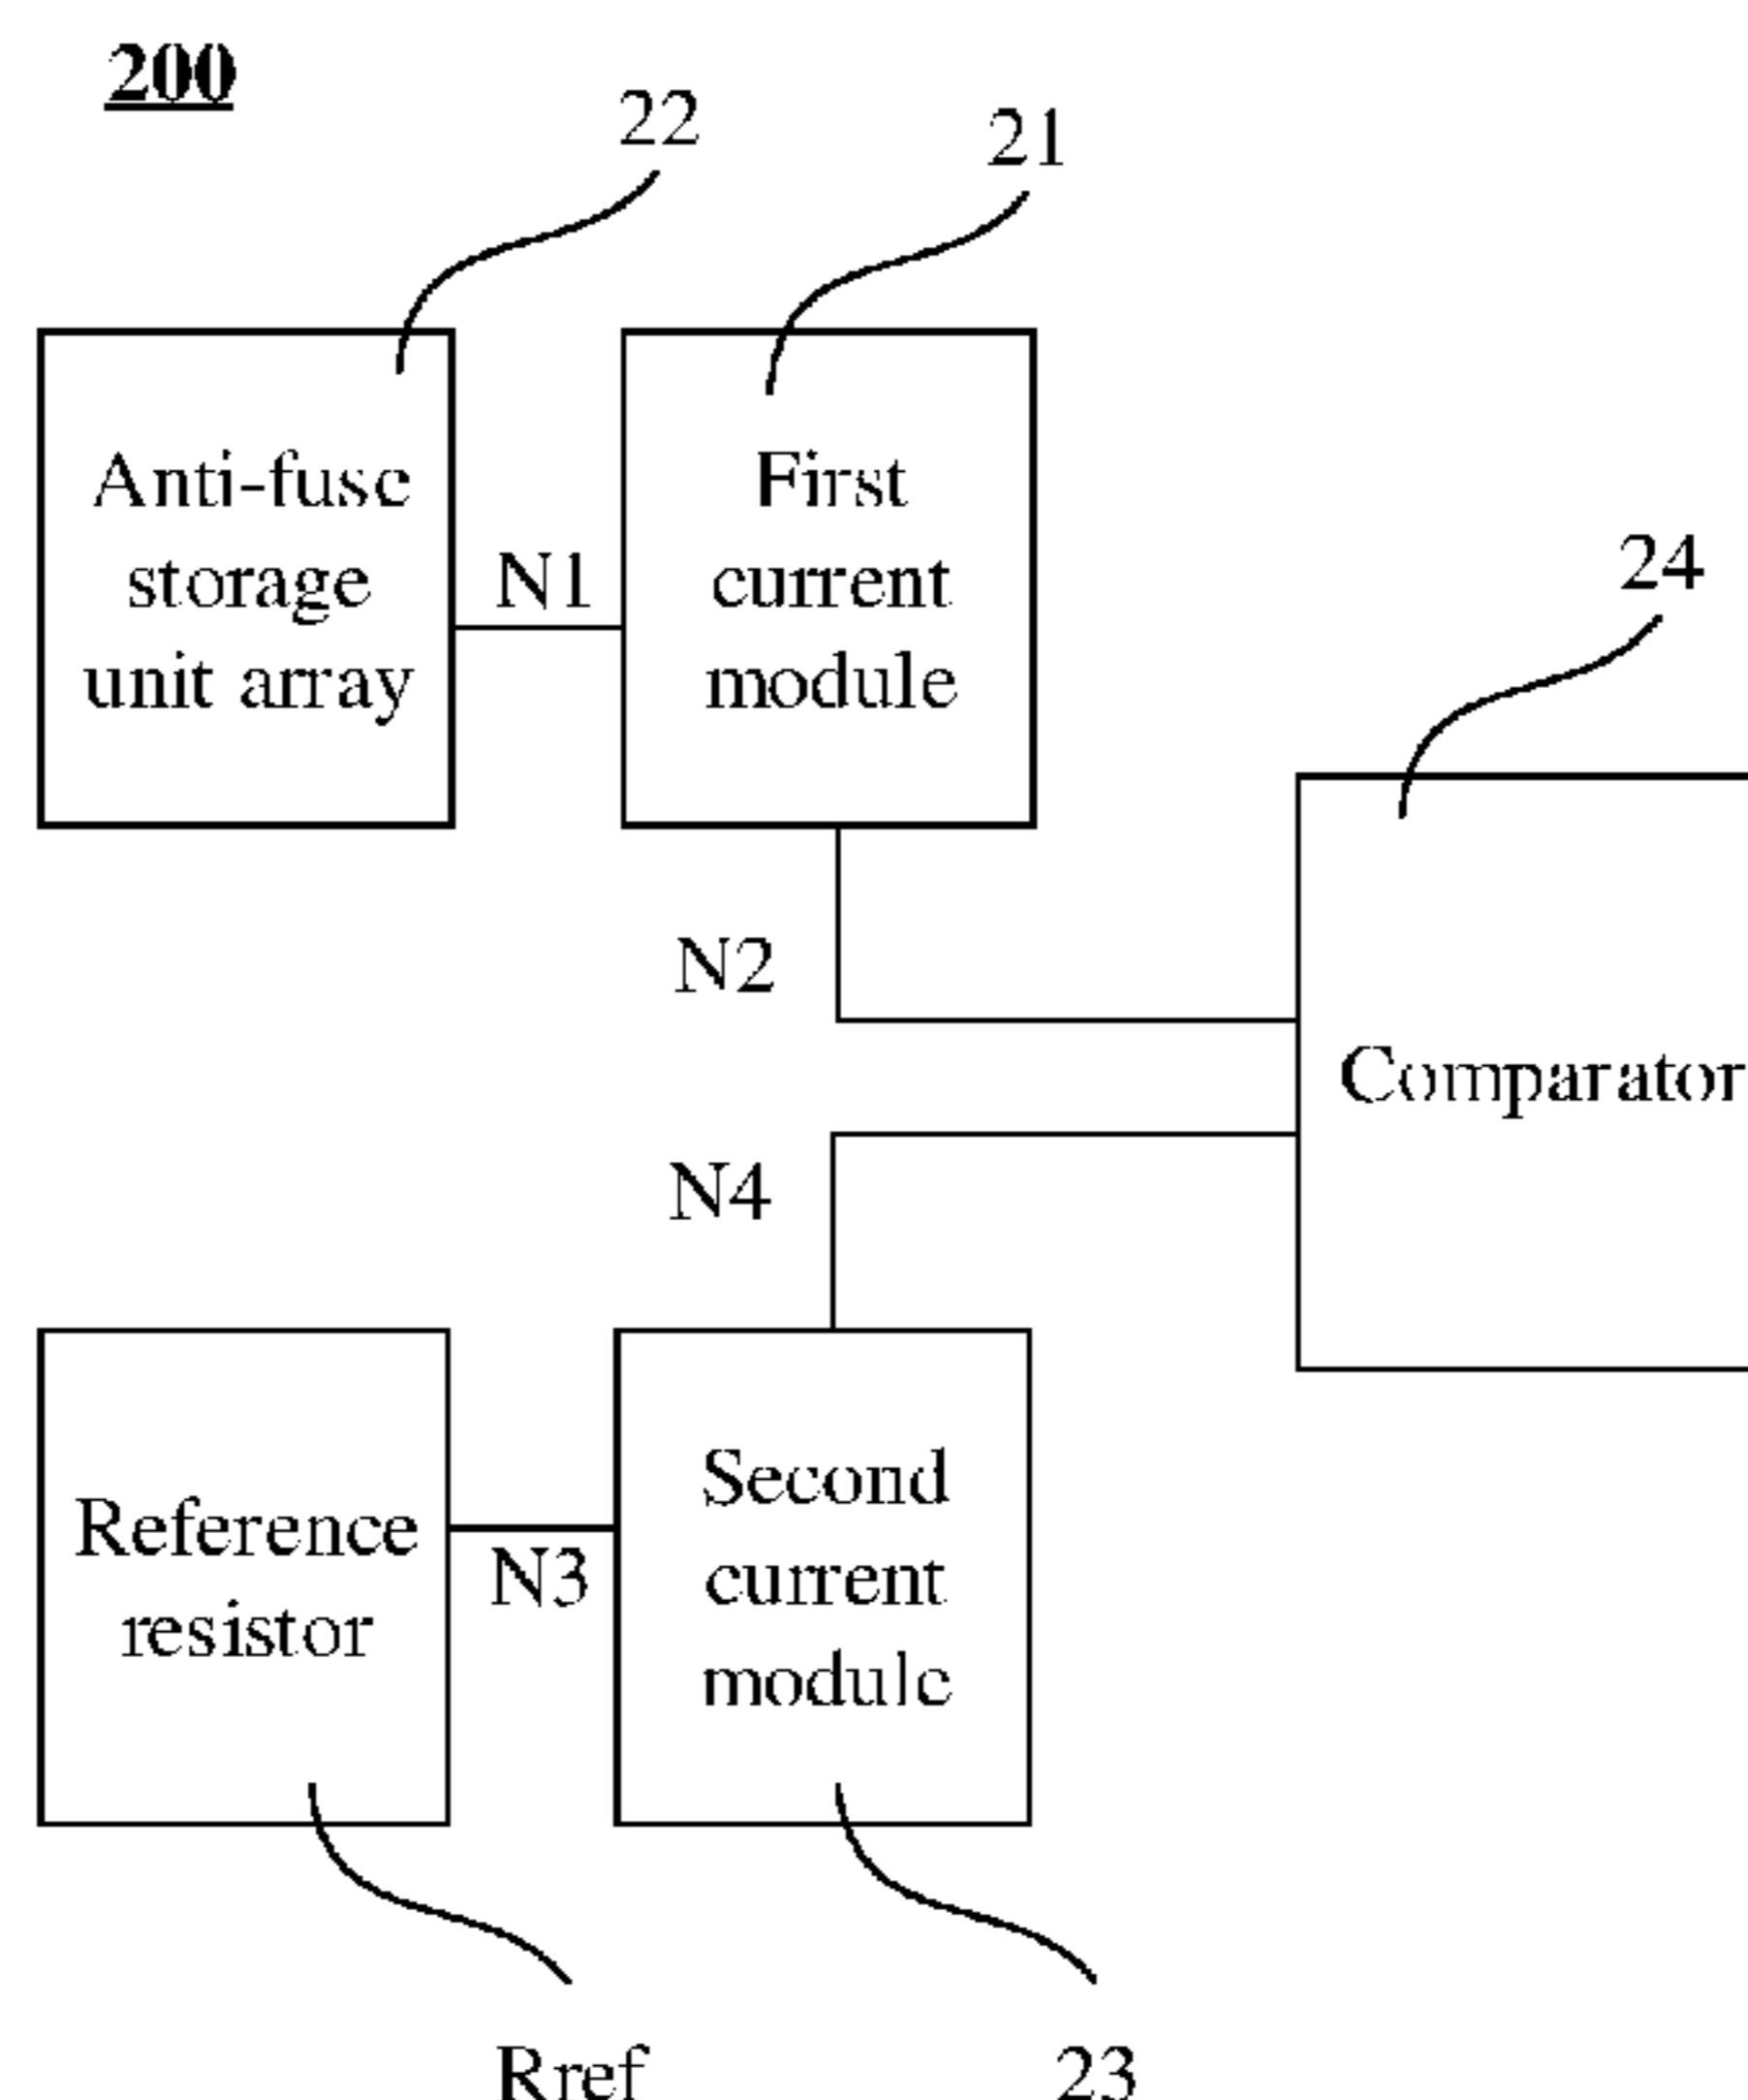 200
22
21
Anti-fuse
storage
unit array
N1
First
current
module
24
N2
Comparator
N4
Reference
resistor
N3
Second
current
module
Rref
23